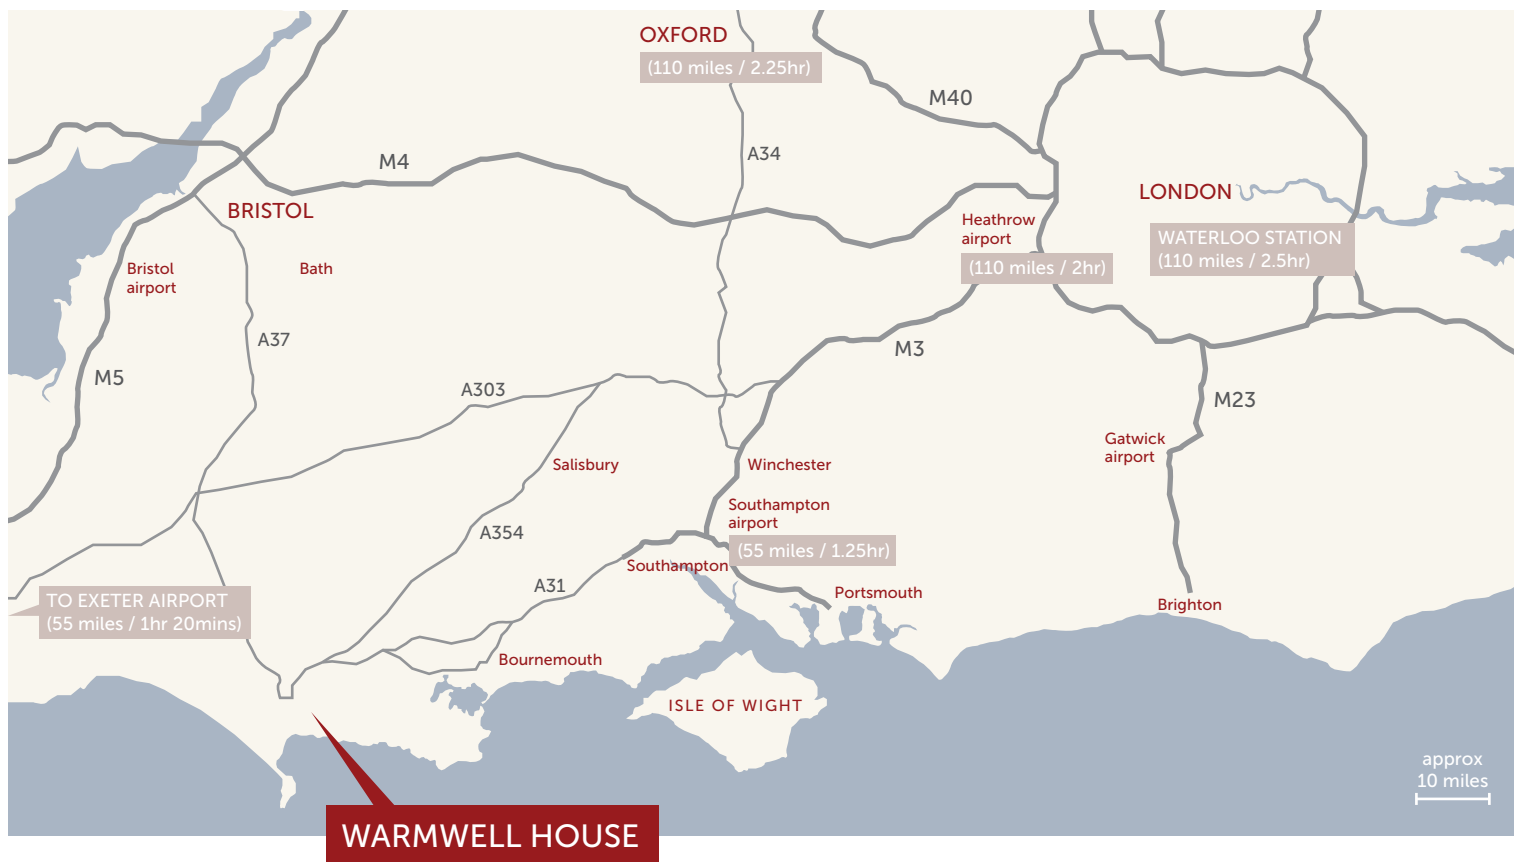 OXFORD
(110 miles / 2.25hr)
M40
A34
M4
BRISTOL
LONDON
Heathrow
airport
(110 miles / 2hr)
WATERLOO STATION
(110 miles / 2.5hr)
Bristol
airport
Bath
A37
M3
M5
A303
M23
Gatwick
airport
Salisbury
Winchester
Southampton
airport
(55 miles / 1.25hr)
A354
Southampton
A31
Portsmouth
Brighton
TO EXETER AIRPORT
(55 miles / 1hr 20mins)
Bournemouth
ISLE OF WIGHT
approx
10 miles
WARMWELL HOUSE